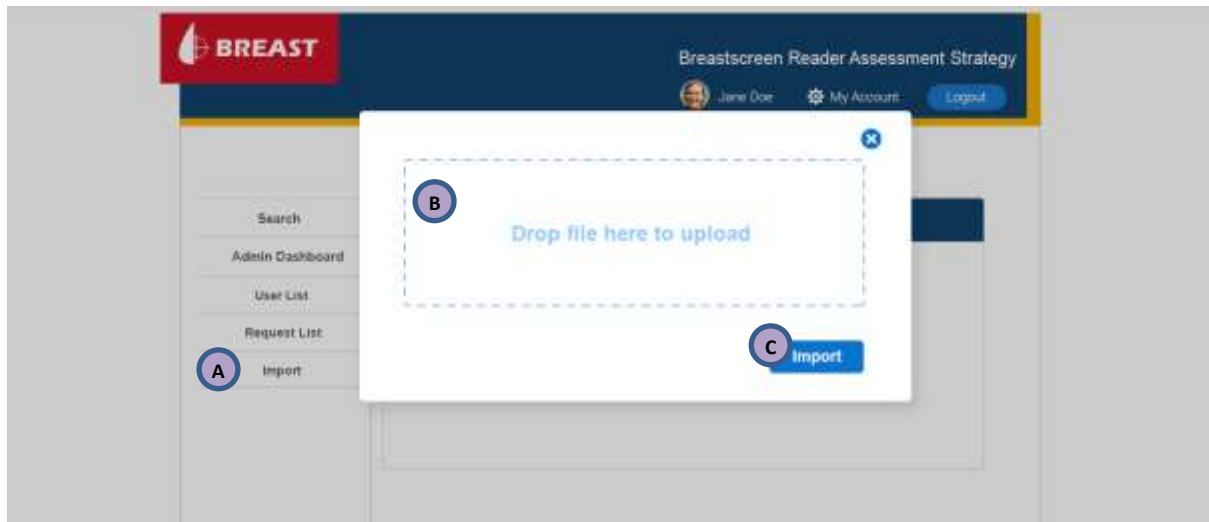 BREAST
Breastscreen Reader Assessment Strategy
Jane Doe My Account Logout
B
Drop file here to upload
Search
Admin Dashboard
User List
Request List
A Import
C Import